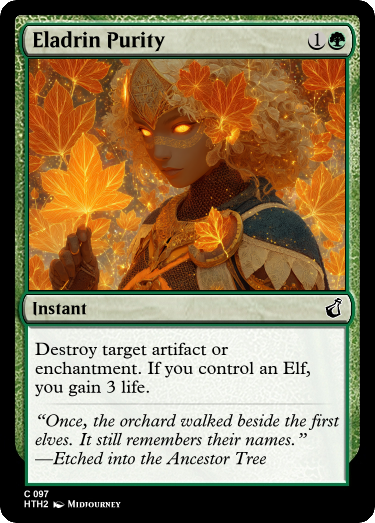 Eladrin Purity 1
Instant
Destroy target artifact or
enchantment. If you control an Elf,
you gain 3 life.
“Once, the orchard walked beside the first
elves. It still remembers their names.”
—Etched into the Ancestor Tree
C 097
HTH2 Midjourney